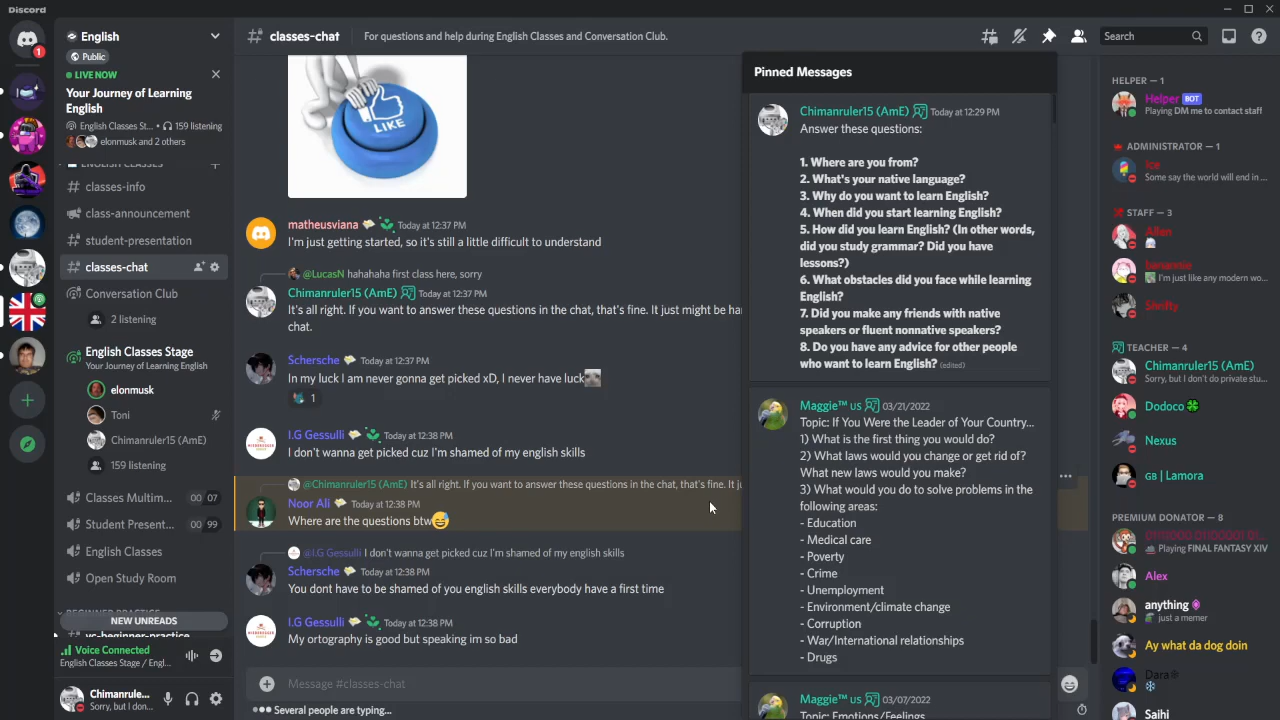 Discord
English
Public
LIVE NOW
Your Journey of Learning
English
English Classes St... • 159 listening
elonmusk and 2 others
ENGLISH CLASSES
classes-info
class-announcement
student-presentation
classes-chat
Conversation Club
2 listening
English Classes Stage
Your Journey of Learning English
elonmusk
Toni
Chimanruler15 (AmE)
159 listening
Classes Multim... 00 07
Student Present... 00 99
English Classes
Open Study Room
BEGINNER PRACTICE
NEW UNREADS
vc-beginner-practice
Voice Connected
English Classes Stage / Engl...
Chimanrule...
Sorry, but I don...
classes-chat
For questions and help during English Classes and Conversation Club.
LIKE
matheusviana Today at 12:37 PM
I'm just getting started, so it's still a little difficult to understand
@LucasN hahahaha first class here, sorry
Chimanruler15 (AmE) Today at 12:37 PM
It's all right. If you want to answer these questions in the chat, that's fine. It just might be har
chat.
Schersche Today at 12:37 PM
In my luck I am never gonna get picked xD, I never have luck
1
I.G Gessulli Today at 12:38 PM
I don't wanna get picked cuz I'm shamed of my english skills
@Chimanruler15 (AmE) It's all right. If you want to answer these questions in the chat, that's fine. It ju
Noor Ali Today at 12:38 PM
Where are the questions btw😅
@I.G Gessulli I don't wanna get picked cuz I'm shamed of my english skills
Schersche Today at 12:38 PM
You dont have to be shamed of you english skills everybody have a first time
I.G Gessulli Today at 12:38 PM
My ortography is good but speaking im so bad
Message #classes-chat
Several people are typing...
Pinned Messages
Chimanruler15 (AmE) Today at 12:29 PM
Answer these questions:
1. Where are you from?
2. What's your native language?
3. Why do you want to learn English?
4. When did you start learning English?
5. How did you learn English? (In other words,
did you study grammar? Did you have
lessons?)
6. What obstacles did you face while learning
English?
7. Did you make any friends with native
speakers or fluent nonnative speakers?
8. Do you have any advice for other people
who want to learn English? (edited)
Maggie™ US 03/21/2022
Topic: If You Were the Leader of Your Country...
1) What is the first thing you would do?
2) What laws would you change or get rid of?
What new laws would you make?
3) What would you do to solve problems in the
following areas:
- Education
- Medical care
- Poverty
- Crime
- Unemployment
- Environment/climate change
- Corruption
- War/International relationships
- Drugs
Maggie™ US 03/07/2022
Topic: Emotions/Feelings
Search
HELPER — 1
Helper BOT
Playing DM me to contact staff
ADMINISTRATOR — 1
Ice
Some say the world will end in ...
STAFF — 3
Allen
banannie
I'm just like any modern wo...
Shrifty
TEACHER — 4
Chimanruler15 (AmE)
Sorry, but I don't do private stu...
Dodoco🍀
Nexus
GB | Lamora
PREMIUM DONATOR — 8
Playing FINAL FANTASY XIV
Alex
anything
just a memer
Ay what da dog doin
Dara
Saihi